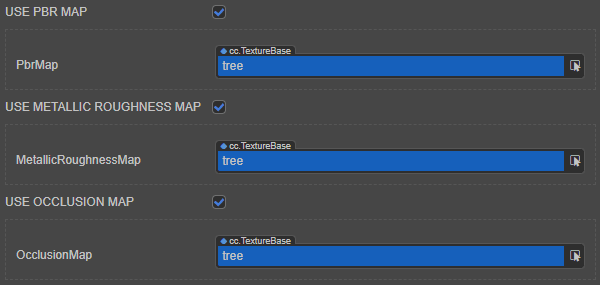 USE PBR MAP
cc.TextureBase
PbrMap
tree
USE METALLIC ROUGHNESS MAP
cc.TextureBase
MetallicRoughnessMap
tree
USE OCCLUSION MAP
cc.TextureBase
OcclusionMap
tree